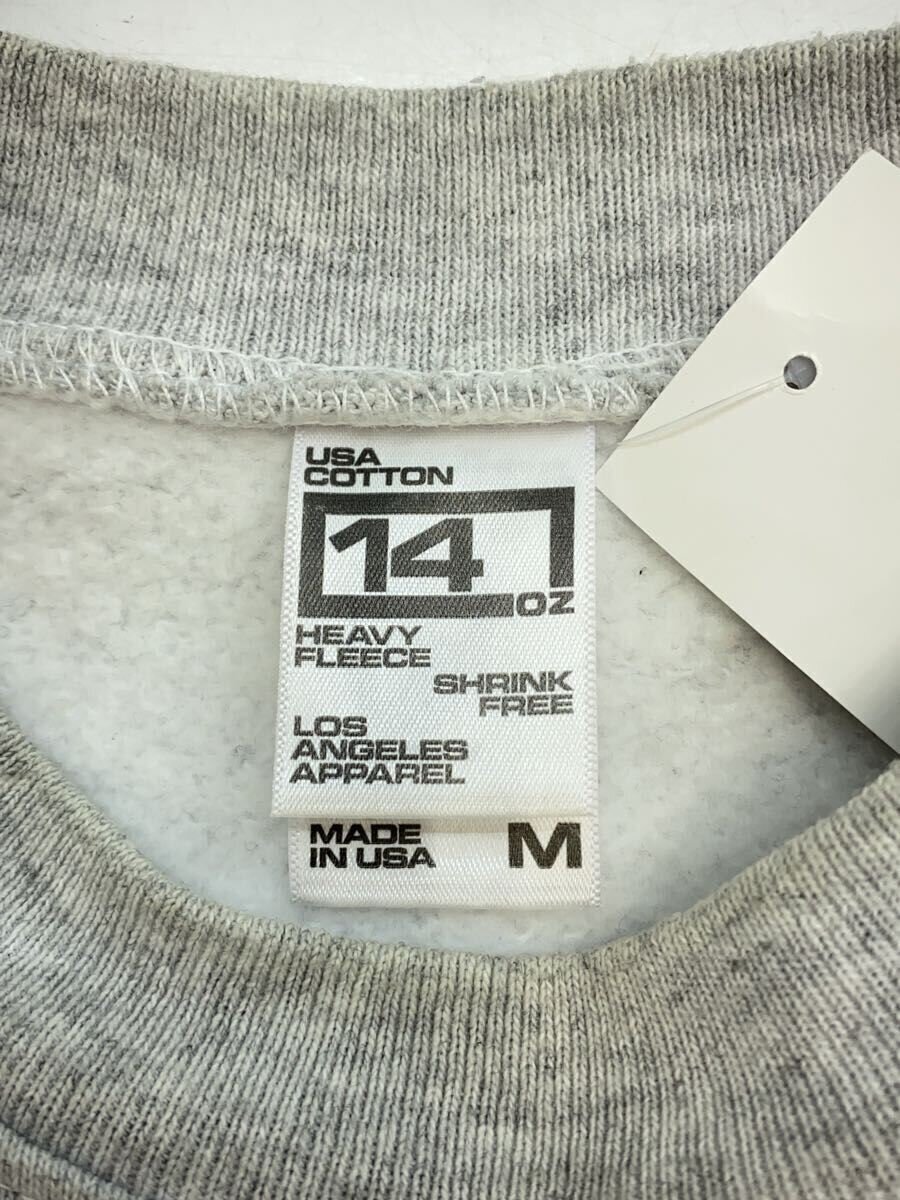 USA
COTTON
14
OZ
HEAVY
FLEECE
SHRINK
FREE
LOS
ANGELES
APPAREL
MADE
IN USA
M